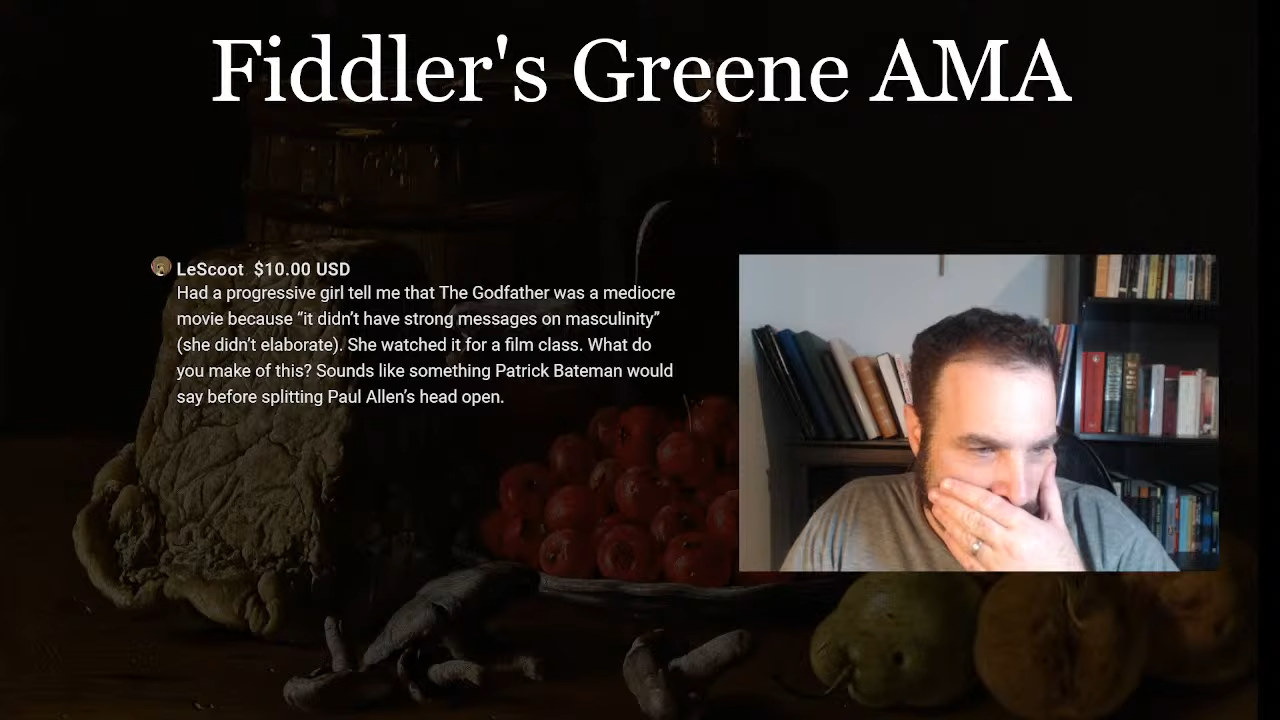 Fiddler's Greene AMA
LeScoot $10.00 USD
Had a progressive girl tell me that The Godfather was a mediocre
movie because “it didn’t have strong messages on masculinity”
(she didn’t elaborate). She watched it for a film class. What do
you make of this? Sounds like something Patrick Bateman would
say before splitting Paul Allen’s head open.